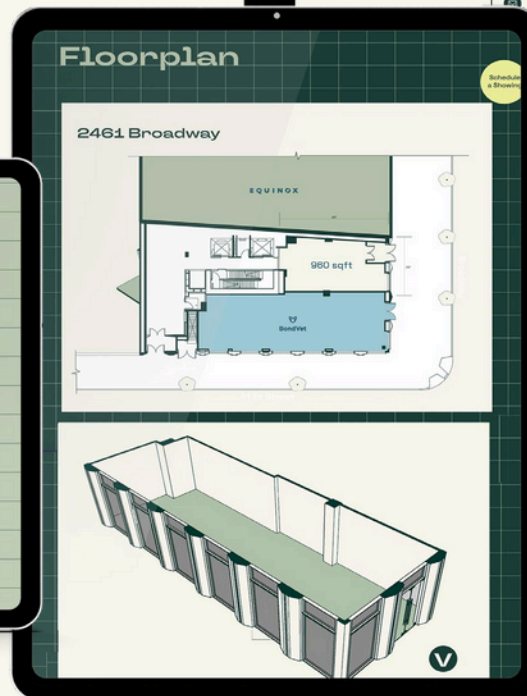 Floorplan
Schedule
a Showing
2461 Broadway
EQUINOX
960 sqft
BondVet
V